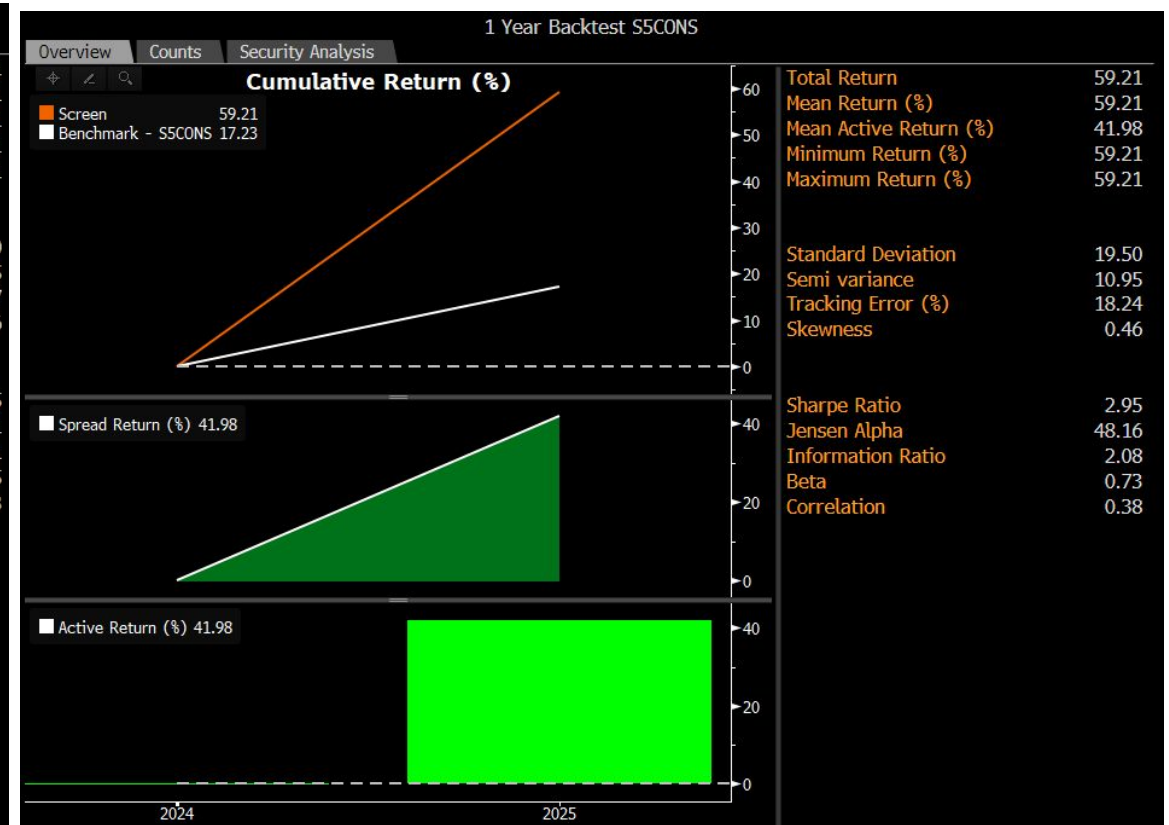 1 Year Backtest S5CONS
Overview Counts Security Analysis
Cumulative Return (%)
Screen 59.21
Benchmark - S5CONS 17.23
60
50
40
30
20
10
0
Spread Return (%) 41.98
40
20
0
Active Return (%) 41.98
40
20
0
2024 2025
Total Return 59.21
Mean Return (%) 59.21
Mean Active Return (%) 41.98
Minimum Return (%) 59.21
Maximum Return (%) 59.21
Standard Deviation 19.50
Semi variance 10.95
Tracking Error (%) 18.24
Skewness 0.46
Sharpe Ratio 2.95
Jensen Alpha 48.16
Information Ratio 2.08
Beta 0.73
Correlation 0.38